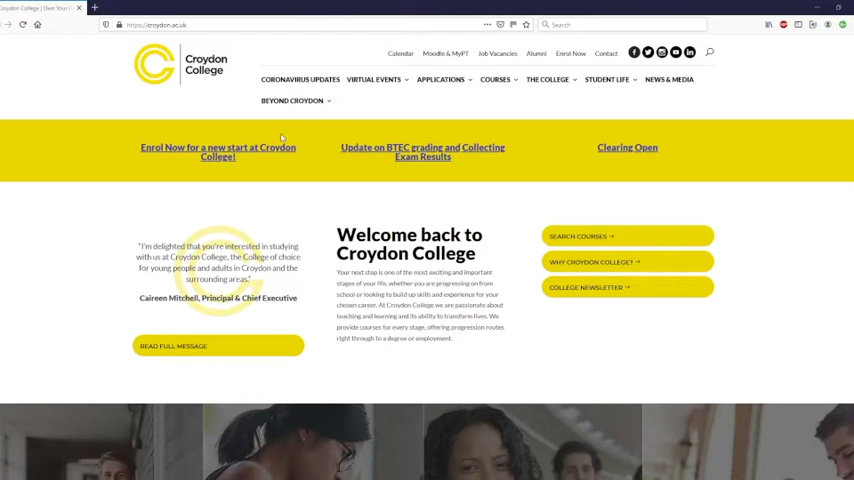 Croydon College | Own Your F
https://croydon.ac.uk
Search
Croydon
College
Calendar Moodle & MyPT Job Vacancies Alumni Enrol Now Contact
CORONAVIRUS UPDATES VIRTUAL EVENTS APPLICATIONS COURSES THE COLLEGE STUDENT LIFE NEWS & MEDIA
BEYOND CROYDON
Enrol Now for a new start at Croydon
College!
Update on BTEC grading and Collecting
Exam Results
Clearing Open
"I'm delighted that you're interested in studying
with us at Croydon College, the College of choice
for young people and adults in Croydon and the
surrounding areas."
Caireen Mitchell, Principal & Chief Executive
READ FULL MESSAGE
Welcome back to
Croydon College
Your next step is one of the most exciting and important
stages of your life, whether you are progressing on from
school or looking to build up skills and experience for your
chosen career. At Croydon College we are passionate about
teaching and learning and its ability to transform lives. We
provide courses for every stage, offering progression routes
right through to a degree or employment.
SEARCH COURSES →
WHY CROYDON COLLEGE? →
COLLEGE NEWSLETTER →